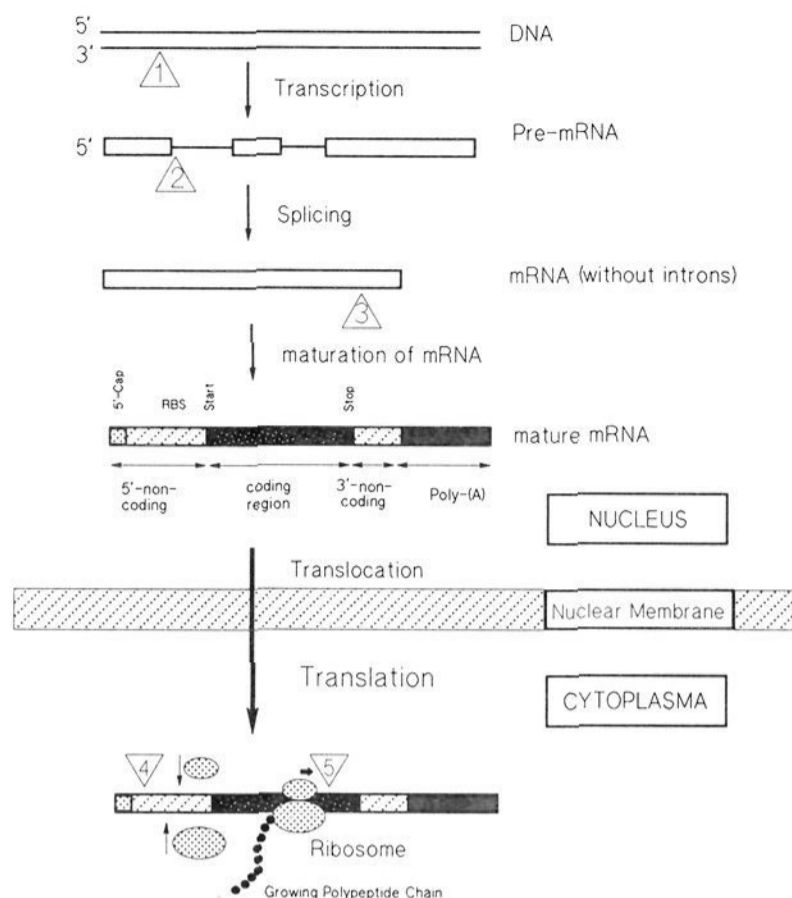 5' DNA
3'
1
Transcription
5' Pre-mRNA
2
Splicing
mRNA (without introns)
3
maturation of mRNA
5'-Cap RBS Start Stop
mature mRNA
5'-non-
coding
coding
region
3'-non-
coding
Poly-(A)
NUCLEUS
Translocation
Nuclear Membrane
Translation
CYTOPLASMA
4 5
Ribosome
Growing Polypeptide Chain